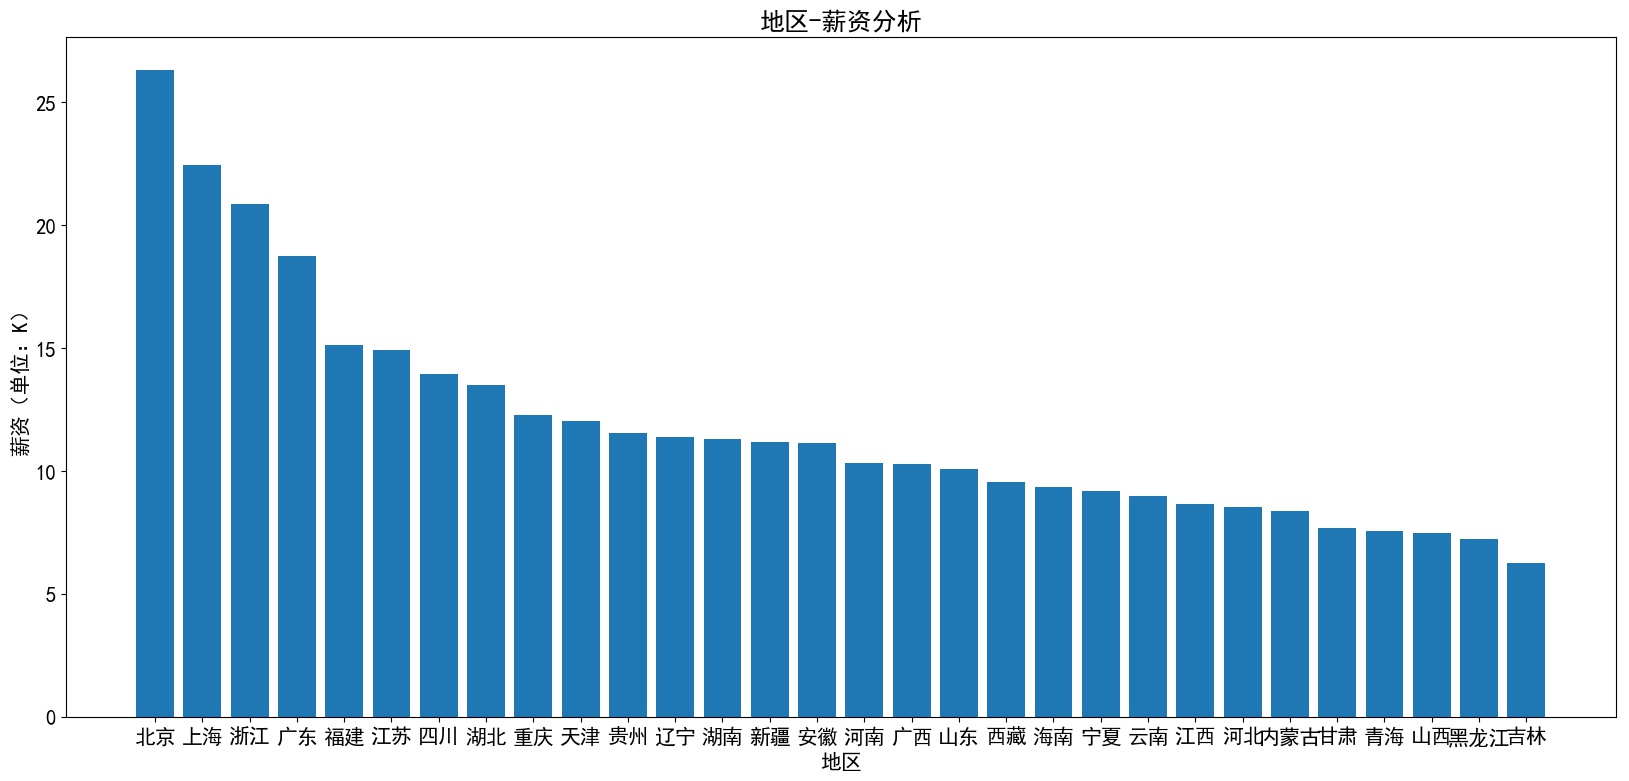 地区-薪资分析
薪资（单位：K）
25
20
15
10
5
0
北京 上海 浙江 广东 福建 江苏 四川 湖北 重庆 天津 贵州 辽宁 湖南 新疆 安徽 河南 广西 山东 西藏 海南 宁夏 云南 江西 河北 内蒙古 甘肃 青海 山西 黑龙江 吉林
地区